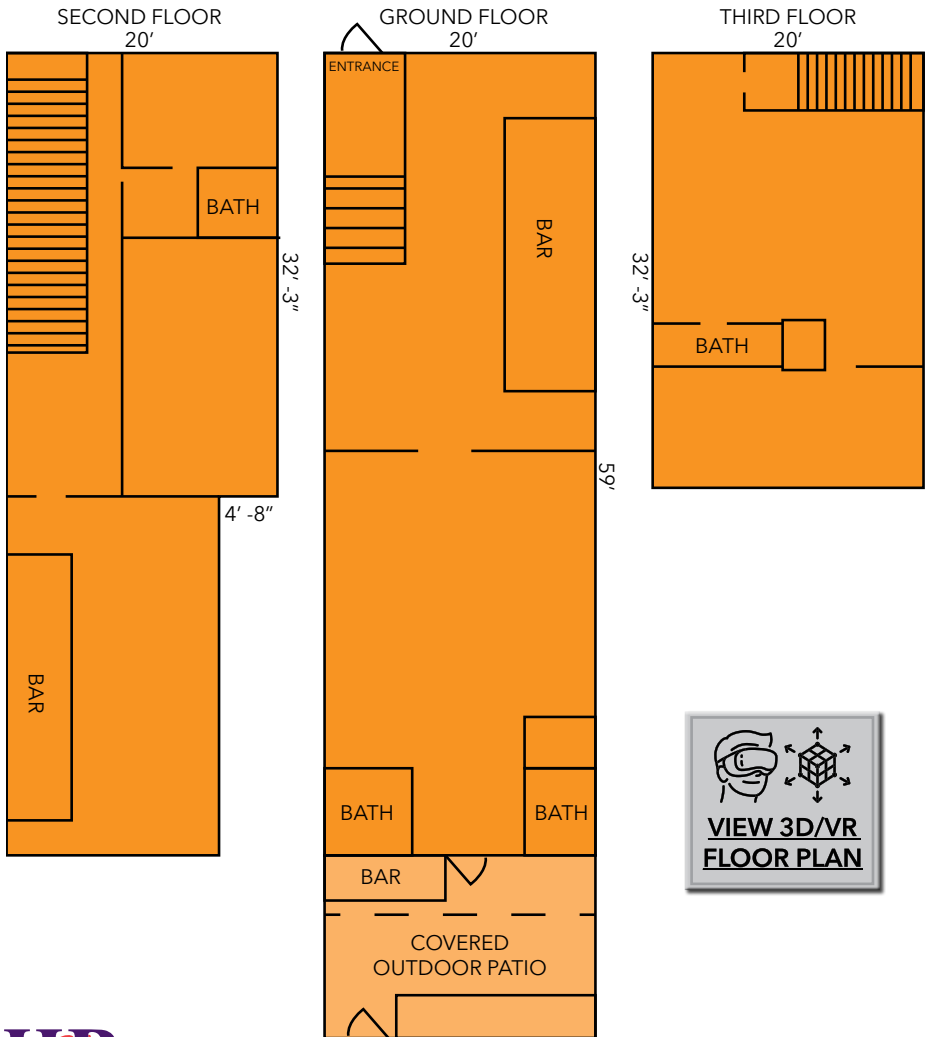 SECOND FLOOR
20′
BATH
32′ -3″
4′ -8″
BAR
GROUND FLOOR
20′
ENTRANCE
BAR
59′
BATH
BATH
BAR
COVERED
OUTDOOR PATIO
THIRD FLOOR
20′
32′ -3″
BATH
VIEW 3D/VR
FLOOR PLAN